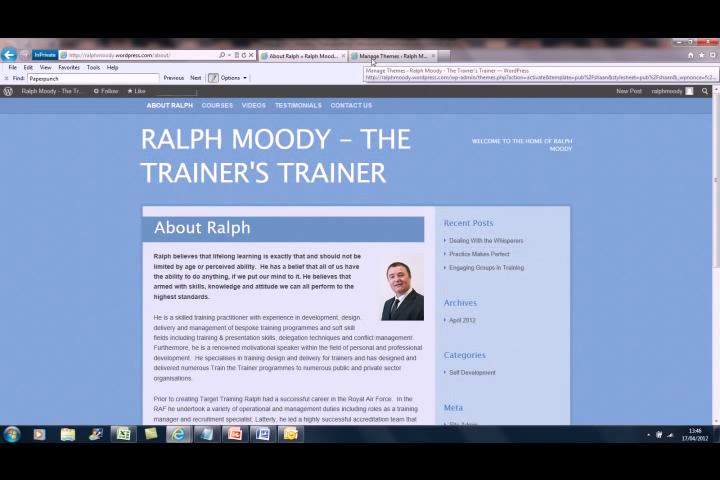 InPrivate
http://ralphmoody.wordpress.com/about/
About Ralph « Ralph Mood...
Manage Themes ‹ Ralph M...
File Edit View Favorites Tools Help
Manage Themes ‹ Ralph Moody - The Trainer's Trainer — WordPress
Find: Paperpunch Previous Next Options
Ralph Moody - The Tr... Follow Like
New Post ralphmoody
ABOUT RALPH COURSES VIDEOS TESTIMONIALS CONTACT US
RALPH MOODY – THE
TRAINER'S TRAINER
WELCOME TO THE HOME OF RALPH
MOODY
About Ralph
Ralph believes that lifelong learning is exactly that and should not be
limited by age or perceived ability. He has a belief that all of us have
the ability to do anything, if we put our mind to it. He believes that
armed with skills, knowledge and attitude we can all perform to the
highest standards.
He is a skilled training practitioner with experience in development, design,
delivery and management of bespoke training programmes and soft skill
fields including training & presentation skills, delegation techniques and conflict management.
Furthermore, he is a renowned motivational speaker within the field of personal and professional
development. He specialises in training design and delivery for trainers and has designed and
delivered numerous Train the Trainer programmes to numerous public and private sector
organisations.
Prior to creating Target Training Ralph had a successful career in the Royal Air Force. In the
RAF he undertook a variety of operational and management duties including roles as a training
manager and recruitment specialist. Latterly, he led a highly successful accreditation team that
Recent Posts
Dealing With the Whisperers
Practice Makes Perfect
Engaging Groups in Training
Archives
April 2012
Categories
Self Development
Meta
Site Admin
13:46
17/04/2012